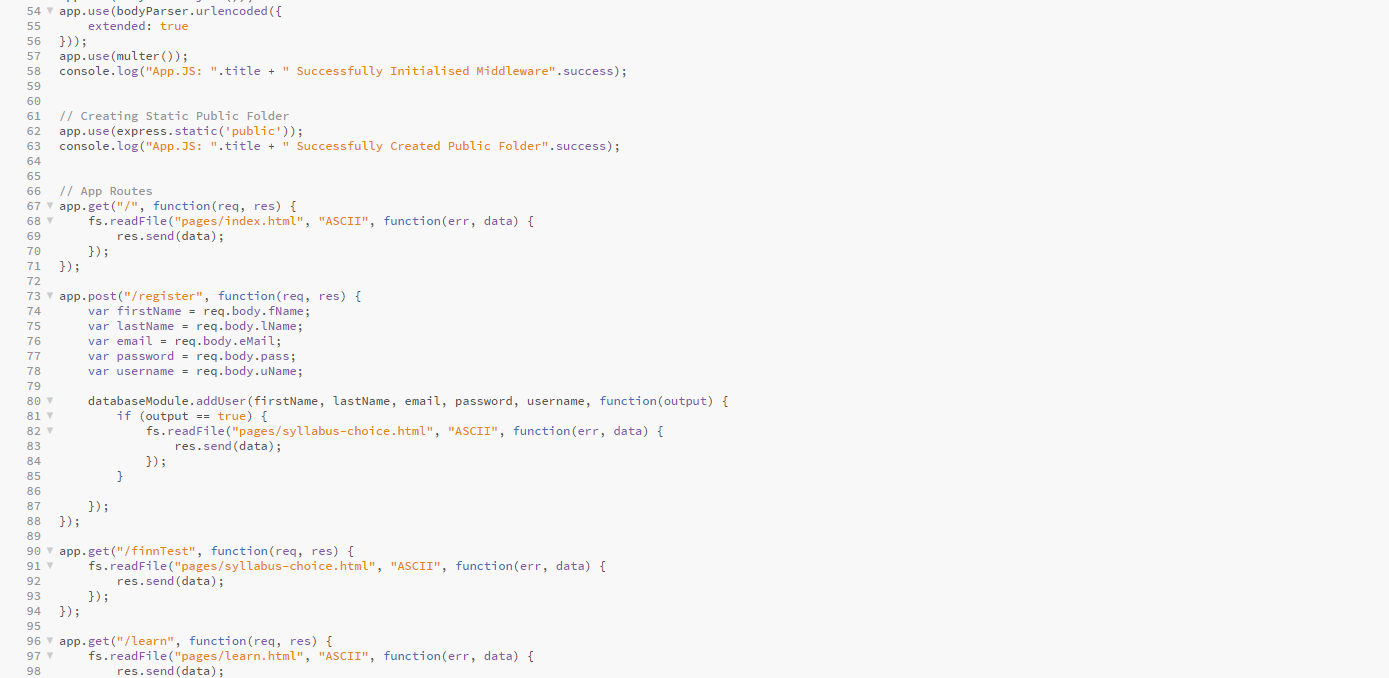 54 app.use(bodyParser.urlencoded({
55     extended: true
56 }));
57 app.use(multer());
58 console.log("App.JS: ".title + " Successfully Initialised Middleware".success);
59
60
61 // Creating Static Public Folder
62 app.use(express.static('public'));
63 console.log("App.JS: ".title + " Successfully Created Public Folder".success);
64
65
66 // App Routes
67 app.get("/", function(req, res) {
68     fs.readFile("pages/index.html", "ASCII", function(err, data) {
69         res.send(data);
70     });
71 });
72
73 app.post("/register", function(req, res) {
74     var firstName = req.body.fName;
75     var lastName = req.body.lName;
76     var email = req.body.eMail;
77     var password = req.body.pass;
78     var username = req.body.uName;
79
80     databaseModule.addUser(firstName, lastName, email, password, username, function(output) {
81         if (output == true) {
82             fs.readFile("pages/syllabus-choice.html", "ASCII", function(err, data) {
83                 res.send(data);
84             });
85         }
86
87     });
88 });
89
90 app.get("/finnTest", function(req, res) {
91     fs.readFile("pages/syllabus-choice.html", "ASCII", function(err, data) {
92         res.send(data);
93     });
94 });
95
96 app.get("/learn", function(req, res) {
97     fs.readFile("pages/learn.html", "ASCII", function(err, data) {
98         res.send(data);